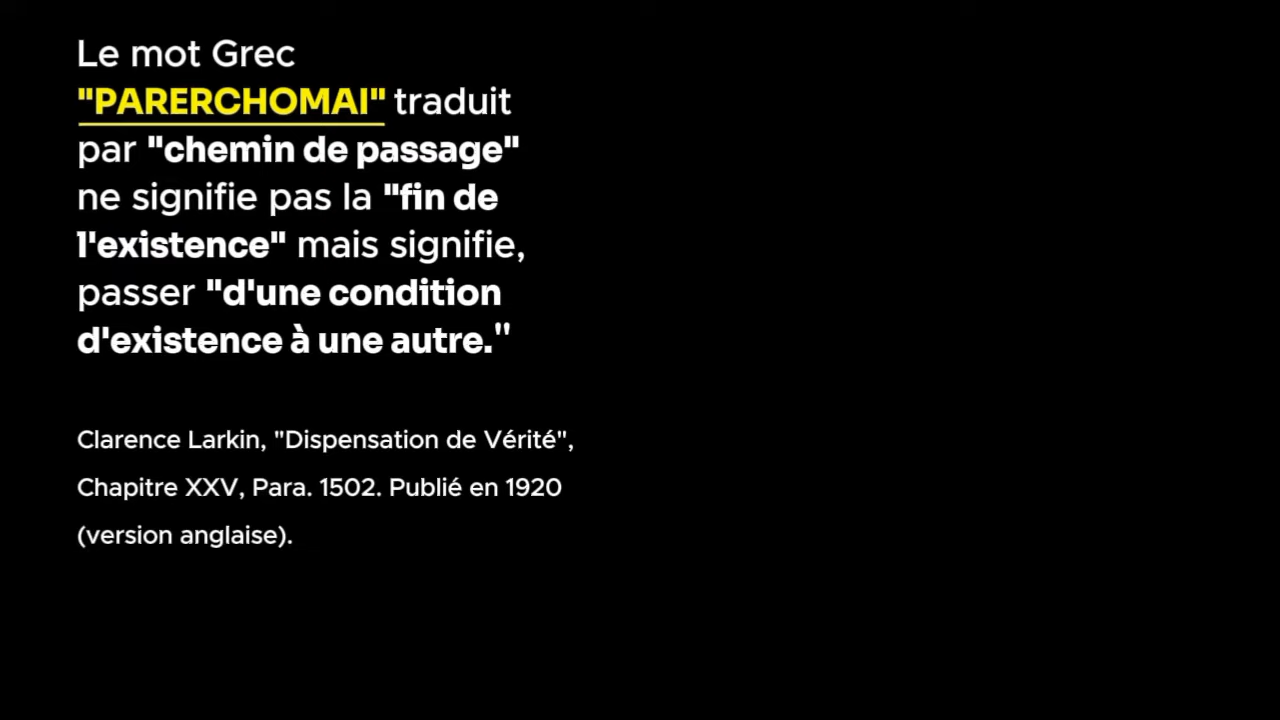 Le mot Grec
"PARERCHOMAI" traduit
par "chemin de passage"
ne signifie pas la "fin de
l'existence" mais signifie,
passer "d'une condition
d'existence à une autre."
Clarence Larkin, "Dispensation de Vérité",
Chapitre XXV, Para. 1502. Publié en 1920
(version anglaise).